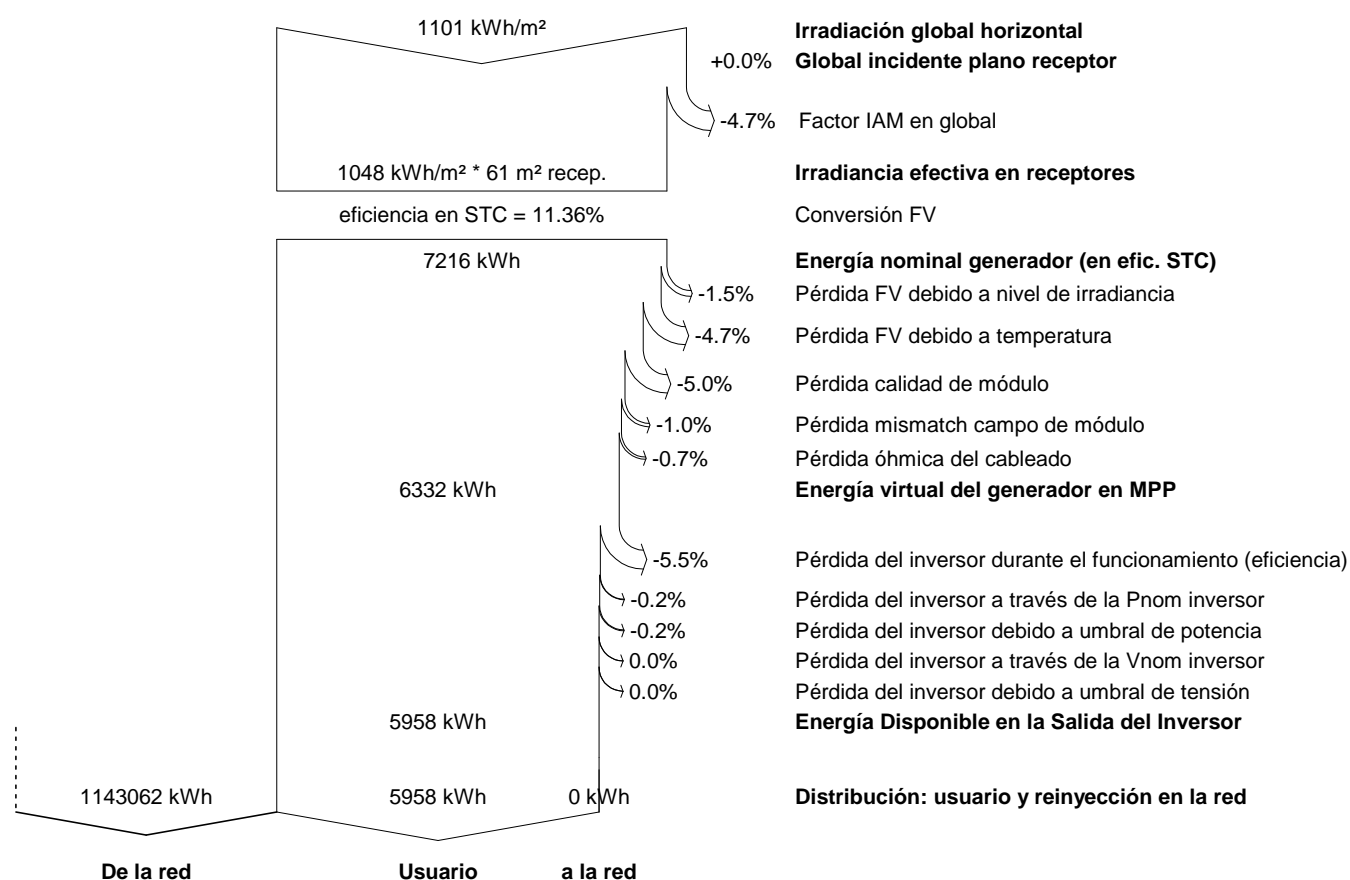 1101 kWh/m² Irradiación global horizontal
+0.0% Global incidente plano receptor
-4.7% Factor IAM en global
1048 kWh/m² * 61 m² recep. Irradiancia efectiva en receptores
eficiencia en STC = 11.36% Conversión FV
7216 kWh Energía nominal generador (en efic. STC)
-1.5% Pérdida FV debido a nivel de irradiancia
-4.7% Pérdida FV debido a temperatura
-5.0% Pérdida calidad de módulo
-1.0% Pérdida mismatch campo de módulo
-0.7% Pérdida óhmica del cableado
6332 kWh Energía virtual del generador en MPP
-5.5% Pérdida del inversor durante el funcionamiento (eficiencia)
-0.2% Pérdida del inversor a través de la Pnom inversor
-0.2% Pérdida del inversor debido a umbral de potencia
0.0% Pérdida del inversor a través de la Vnom inversor
0.0% Pérdida del inversor debido a umbral de tensión
5958 kWh Energía Disponible en la Salida del Inversor
1143062 kWh 5958 kWh 0 kWh Distribución: usuario y reinyección en la red
De la red Usuario a la red